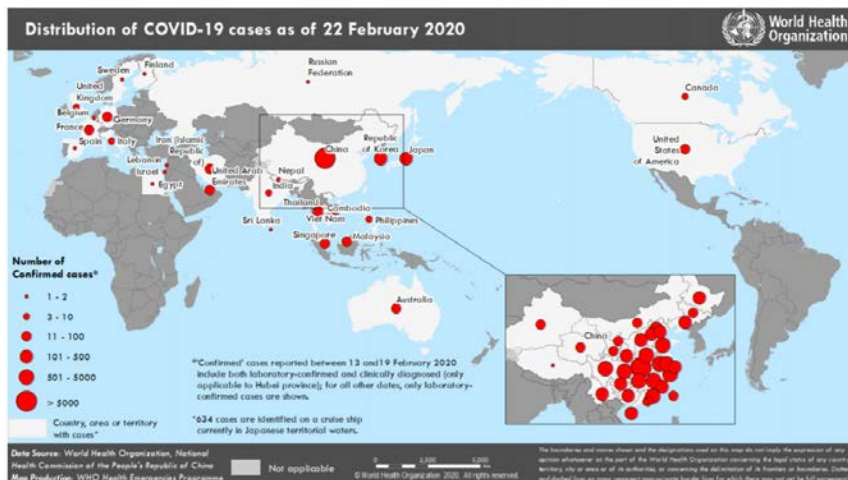 Distribution of COVID-19 cases as of 22 February 2020
World Health
Organization
Finland
Sweden
Russian
Federation
United
Kingdom
Canada
Belgium
Germany
France
United
States
of America
Spain
Italy
Iran (Islamic
Republic
of)
China
Republic
of Korea
Japan
Lebanon
Israel
United Arab
Emirates
Nepal
Egypt
India
Thailand
Cambodia
Viet Nam
Philippines
Sri Lanka
Singapore
Malaysia
Number of
Confirmed cases*
1 - 2
3 - 10
11 - 100
101 - 500
501 - 5000
> 5000
Country, area or territory
with cases*
Australia
China
"Confirmed' cases reported between 13 and19 February 2020
include both laboratory-confirmed and clinically diagnosed (only
applicable to Hubei province); for all other dates, only laboratory-
confirmed cases are shown.
*634 cases are identified on a cruise ship
currently in Japanese territorial waters.
Data Source: World Health Organization, National
Health Commission of the People's Republic of China
Map Production: WHO Health Emergencies Programme
Not applicable
© World Health Organization 2020. All rights reserved.